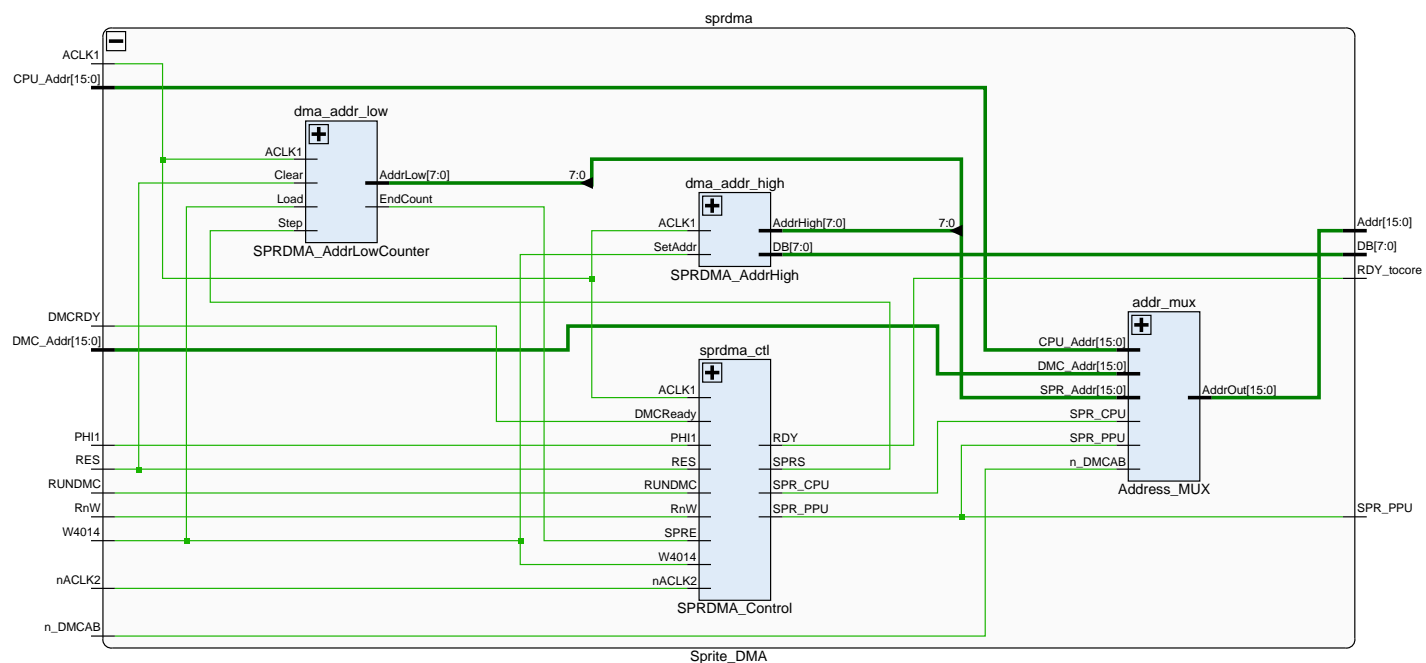 sprdma
ACLK1
CPU_Addr[15:0]
dma_addr_low
ACLK1
Clear
Load
Step
AddrLow[7:0]
EndCount
7:0
SPRDMA_AddrLowCounter
dma_addr_high
ACLK1
SetAddr
AddrHigh[7:0]
DB[7:0]
7:0
SPRDMA_AddrHigh
Addr[15:0]
DB[7:0]
RDY_tocore
DMCRDY
DMC_Addr[15:0]
addr_mux
CPU_Addr[15:0]
DMC_Addr[15:0]
SPR_Addr[15:0]
SPR_CPU
SPR_PPU
n_DMCAB
AddrOut[15:0]
Address_MUX
sprdma_ctl
ACLK1
DMCReady
PHI1
RES
RUNDMC
RnW
SPRE
W4014
nACLK2
RDY
SPRS
SPR_CPU
SPR_PPU
SPRDMA_Control
PHI1
RES
RUNDMC
RnW
W4014
nACLK2
n_DMCAB
SPR_PPU
Sprite_DMA